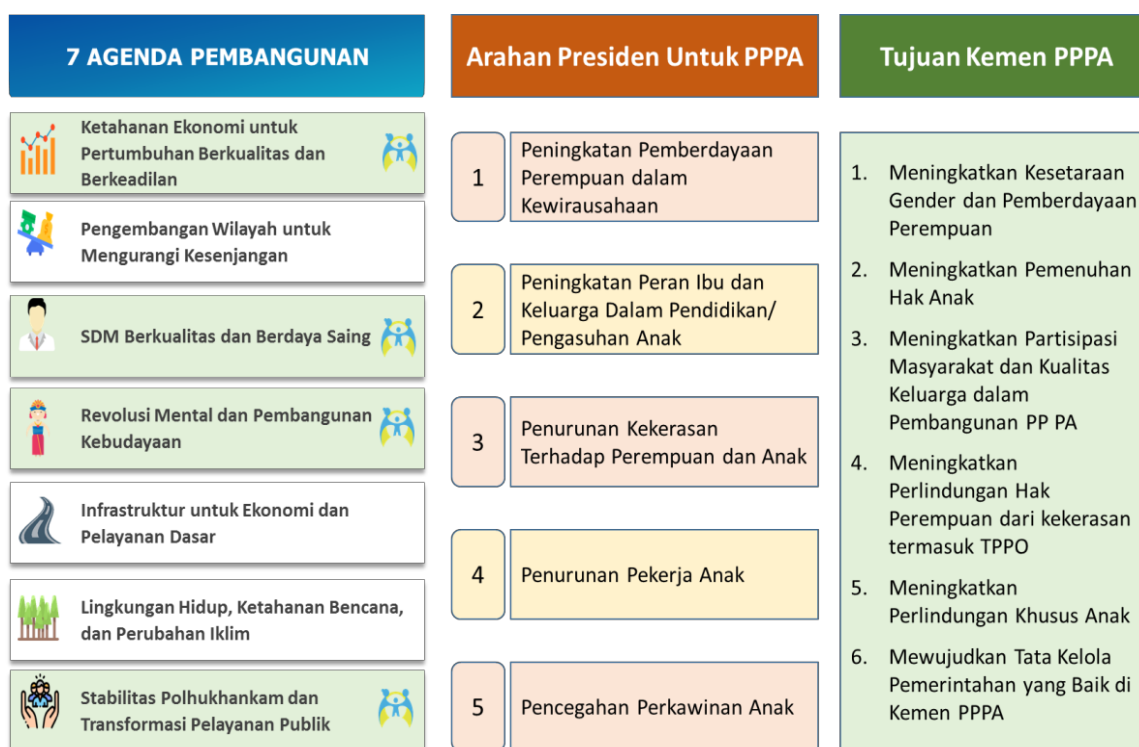 7 AGENDA PEMBANGUNAN
Ketahanan Ekonomi untuk
Pertumbuhan Berkualitas dan
Berkeadilan
Pengembangan Wilayah untuk
Mengurangi Kesenjangan
SDM Berkualitas dan Berdaya Saing
Revolusi Mental dan Pembangunan
Kebudayaan
Infrastruktur untuk Ekonomi dan
Pelayanan Dasar
Lingkungan Hidup, Ketahanan Bencana,
dan Perubahan Iklim
Stabilitas Polhukhankam dan
Transformasi Pelayanan Publik
Arahan Presiden Untuk PPPA
1
Peningkatan Pemberdayaan
Perempuan dalam
Kewirausahaan
2
Peningkatan Peran Ibu dan
Keluarga Dalam Pendidikan/
Pengasuhan Anak
3
Penurunan Kekerasan
Terhadap Perempuan dan Anak
4
Penurunan Pekerja Anak
5
Pencegahan Perkawinan Anak
Tujuan Kemen PPPA
1. Meningkatkan Kesetaraan
Gender dan Pemberdayaan
Perempuan
2. Meningkatkan Pemenuhan
Hak Anak
3. Meningkatkan Partisipasi
Masyarakat dan Kualitas
Keluarga dalam
Pembangunan PP PA
4. Meningkatkan
Perlindungan Hak
Perempuan dari kekerasan
termasuk TPPO
5. Meningkatkan
Perlindungan Khusus Anak
6. Mewujudkan Tata Kelola
Pemerintahan yang Baik di
Kemen PPPA